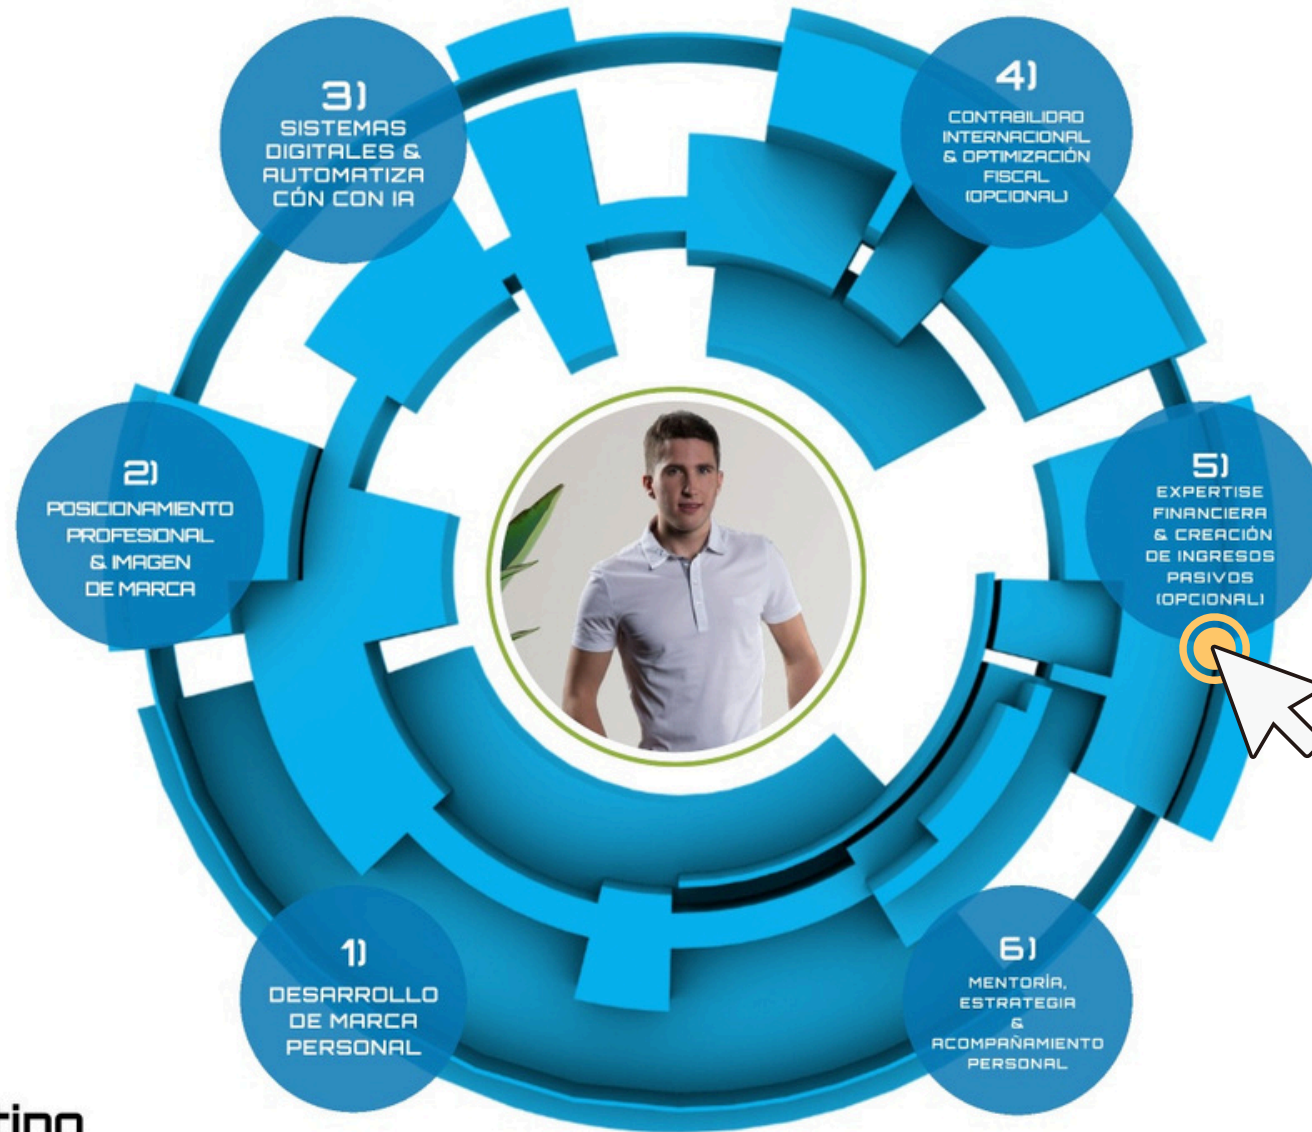 3)
SISTEMAS
DIGITALES &
AUTOMATIZA
CÓN CON IA
4)
CONTABILIDAD
INTERNACIONAL
& OPTIMIZACIÓN
FISCAL
(OPCIONAL)
2)
POSICIONAMIENTO
PROFESIONAL
& IMAGEN
DE MARCA
5)
EXPERTISE
FINANCIERA
& CREACIÓN
DE INGRESOS
PASIVOS
(OPCIONAL)
1)
DESARROLLO
DE MARCA
PERSONAL
6)
MENTORÍA,
ESTRATEGIA
&
ACOMPAÑAMIENTO
PERSONAL